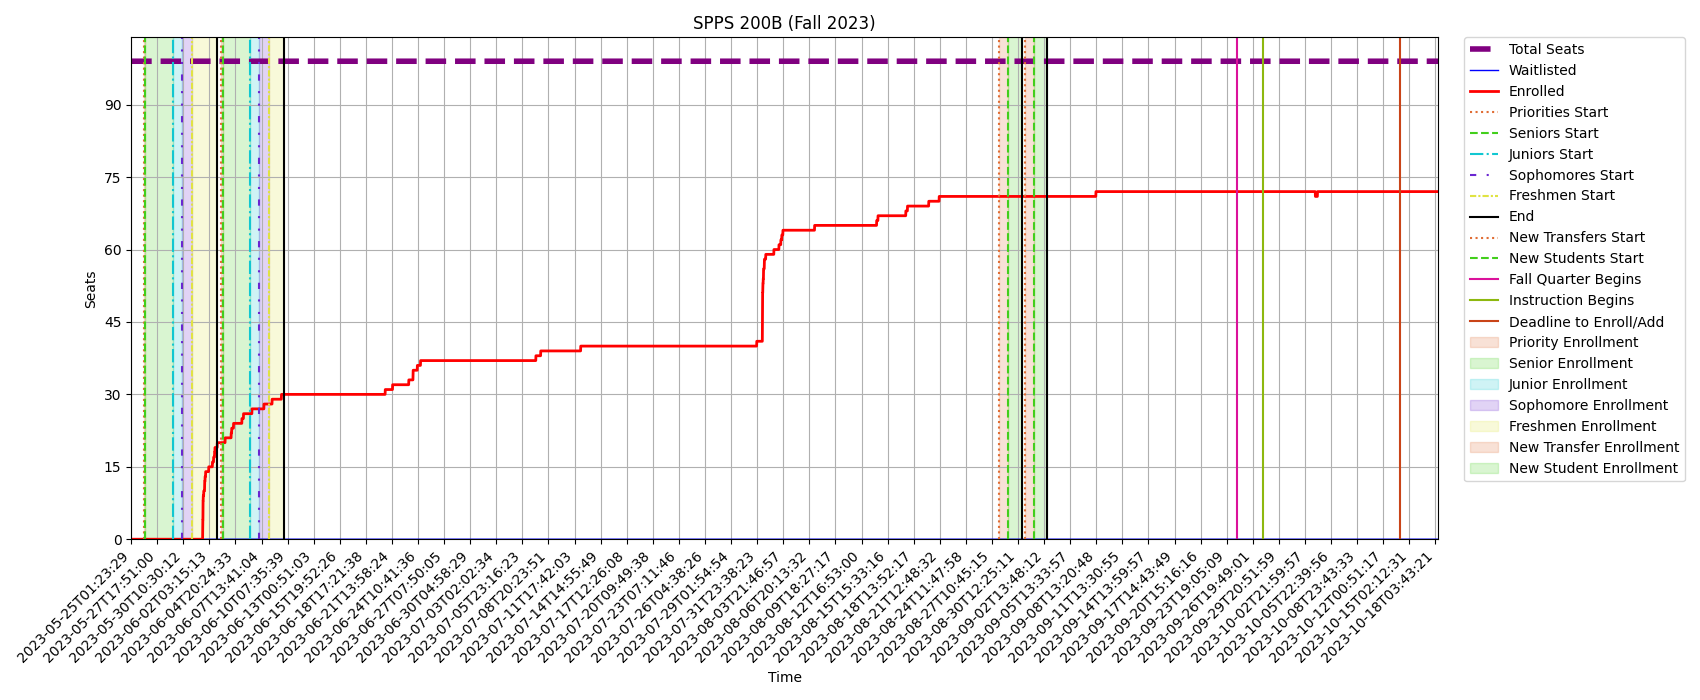 SPPS 200B (Fall 2023)
Seats
90
75
60
45
30
15
0
2023-05-25T01:23:29
2023-05-27T17:51:00
2023-05-30T10:30:12
2023-06-02T03:15:13
2023-06-04T20:24:33
2023-06-07T13:41:04
2023-06-10T07:35:39
2023-06-13T00:51:03
2023-06-15T19:52:26
2023-06-18T17:21:38
2023-06-21T13:58:24
2023-06-24T10:41:36
2023-06-27T07:50:05
2023-06-30T04:58:29
2023-07-03T02:02:34
2023-07-05T23:16:23
2023-07-08T20:23:51
2023-07-11T17:42:03
2023-07-14T14:55:49
2023-07-17T12:26:08
2023-07-20T09:49:38
2023-07-23T07:11:46
2023-07-26T04:38:26
2023-07-29T01:54:54
2023-07-31T23:38:23
2023-08-03T21:46:57
2023-08-06T20:13:32
2023-08-09T18:27:17
2023-08-12T16:53:00
2023-08-15T15:33:16
2023-08-18T13:52:17
2023-08-21T12:48:32
2023-08-24T11:47:58
2023-08-27T10:45:15
2023-08-30T12:25:11
2023-09-02T13:48:12
2023-09-05T13:33:57
2023-09-08T13:20:48
2023-09-11T13:30:55
2023-09-14T13:59:57
2023-09-17T14:43:49
2023-09-20T15:16:16
2023-09-23T19:05:09
2023-09-26T19:49:01
2023-09-29T20:51:59
2023-10-02T21:59:57
2023-10-05T22:39:56
2023-10-08T23:43:33
2023-10-12T00:51:17
2023-10-15T02:12:31
2023-10-18T03:43:21
Time
Total Seats
Waitlisted
Enrolled
Priorities Start
Seniors Start
Juniors Start
Sophomores Start
Freshmen Start
End
New Transfers Start
New Students Start
Fall Quarter Begins
Instruction Begins
Deadline to Enroll/Add
Priority Enrollment
Senior Enrollment
Junior Enrollment
Sophomore Enrollment
Freshmen Enrollment
New Transfer Enrollment
New Student Enrollment